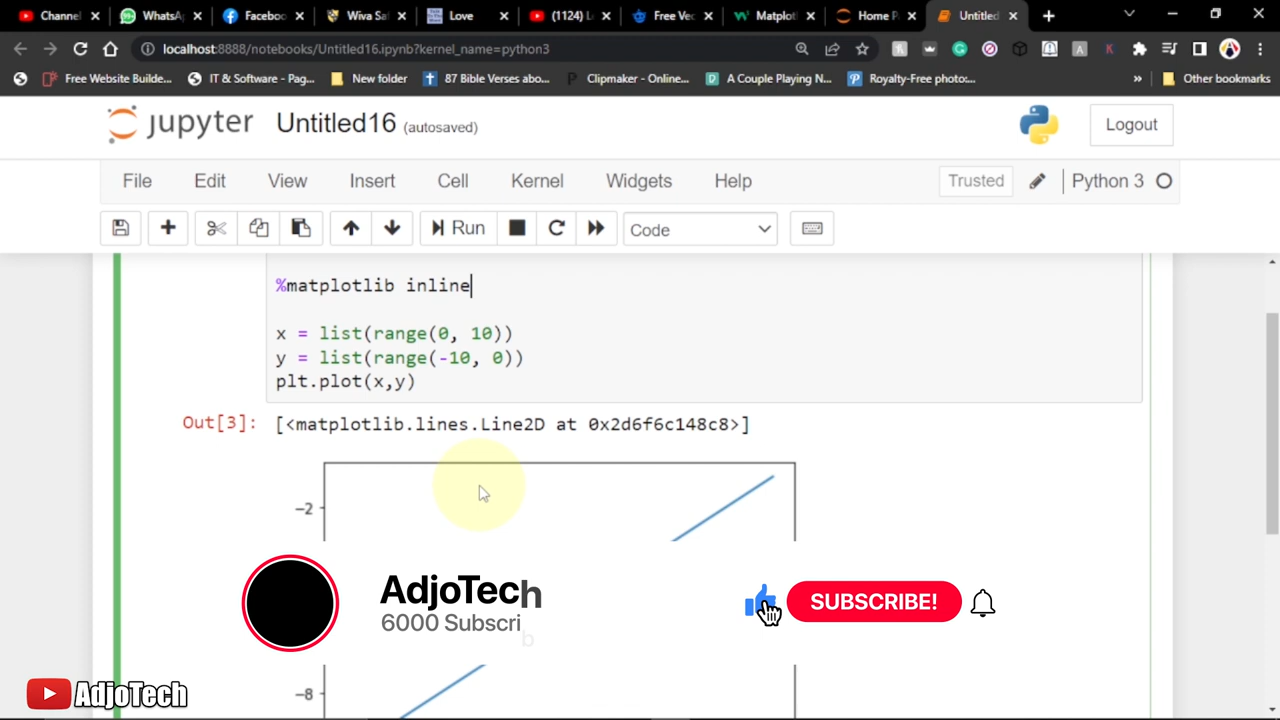 Channel
WhatsA
Faceboo
Wiva Sa
Love
(1124) L
Free Vec
Matplot
Home P
Untitled
localhost:8888/notebooks/Untitled16.ipynb?kernel_name=python3
Free Website Builde...
IT & Software - Pag...
New folder
87 Bible Verses abo...
Clipmaker - Online...
A Couple Playing N...
Royalty-Free photo:...
»
Other bookmarks
jupyter Untitled16 (autosaved)
Logout
File Edit View Insert Cell Kernel Widgets Help
Trusted
Python 3
Run
Code
%matplotlib inline
x = list(range(0, 10))
y = list(range(-10, 0))
plt.plot(x,y)
Out[3]: [<matplotlib.lines.Line2D at 0x2d6f6c148c8>]
-2
AdjoTech
6000 Subscrib
SUBSCRIBE!
-8
AdjoTech